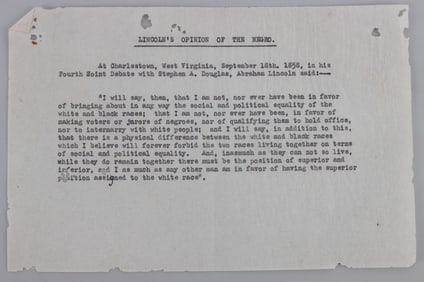 LINCOLN'S OPINION OF THE NEGRO.
At Charlestown, West Virginia, September 18th. 1858, in his
Fourth Joint Debate with Stephen A. Douglas, Abraham Lincoln said:---
"I will say, then, that I am not, nor ever have been in favor
of bringing about in any way the social and political equality of the
white and black races; that I am not, nor ever have been, in favor of
making voters or jurors of negroes, nor of qualifying them to hold office,
nor to intermarry with white people; and I will say, in addition to this,
that there is a physical difference between the white and black races
which I believe will forever forbid the two races living together on terms
of social and political equality. And, inasmuch as they can not so live,
while they do remain together there must be the position of superior and
inferior, and I as much as any other man am in favor of having the superior
position assigned to the white race".